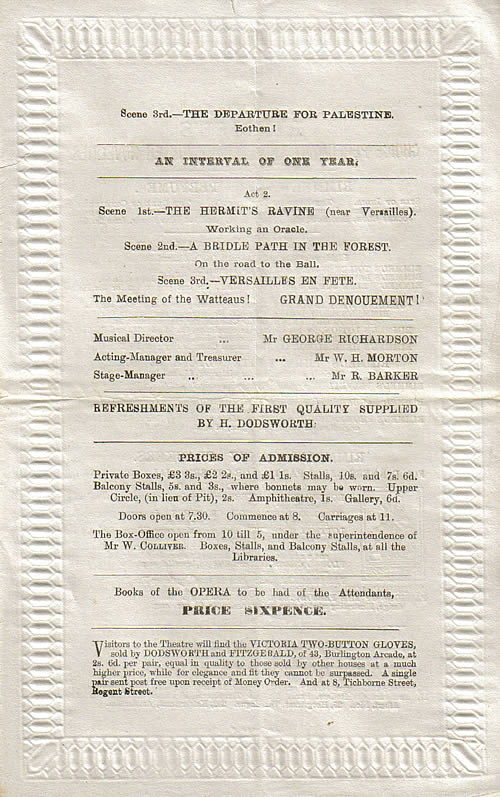 Scene 3rd.—THE DEPARTURE FOR PALESTINE.
Eothen!
AN INTERVAL OF ONE YEAR.
Act 2.
Scene 1st.—THE HERMIT'S RAVINE (near Versailles).
Working an Oracle.
Scene 2nd.—A BRIDLE PATH IN THE FOREST.
On the road to the Ball.
Scene 3rd.—VERSAILLES EN FETE.
The Meeting of the Watteaus! GRAND DENOUEMENT!
Musical Director ... Mr GEORGE RICHARDSON
Acting-Manager and Treasurer ... Mr W. H. MORTON
Stage-Manager .. ... ... Mr R. BARKER
REFRESHMENTS OF THE FIRST QUALITY SUPPLIED
BY H. DODSWORTH
PRICES OF ADMISSION.
Private Boxes, £3 3s., £2 2s., and £1 1s. Stalls, 10s. and 7s. 6d.
Balcony Stalls, 5s. and 3s., where bonnets may be worn. Upper
Circle, (in lieu of Pit), 2s. Amphitheatre, 1s. Gallery, 6d.
Doors open at 7.30. Commence at 8. Carriages at 11.
The Box-Office open from 10 till 5, under the superintendence of
Mr W. COLLIVER. Boxes, Stalls, and Balcony Stalls, at all the
Libraries.
Books of the OPERA to be had of the Attendants,
PRICE SIXPENCE.
Visitors to the Theatre will find the VICTORIA TWO-BUTTON GLOVES,
sold by DODSWORTH and FITZGERALD, of 43, Burlington Arcade, at
2s. 6d. per pair, equal in quality to those sold by other houses at a much
higher price, while for elegance and fit they cannot be surpassed. A single
pair sent post free upon receipt of Money Order. And at 8, Tichborne Street,
Regent Street.